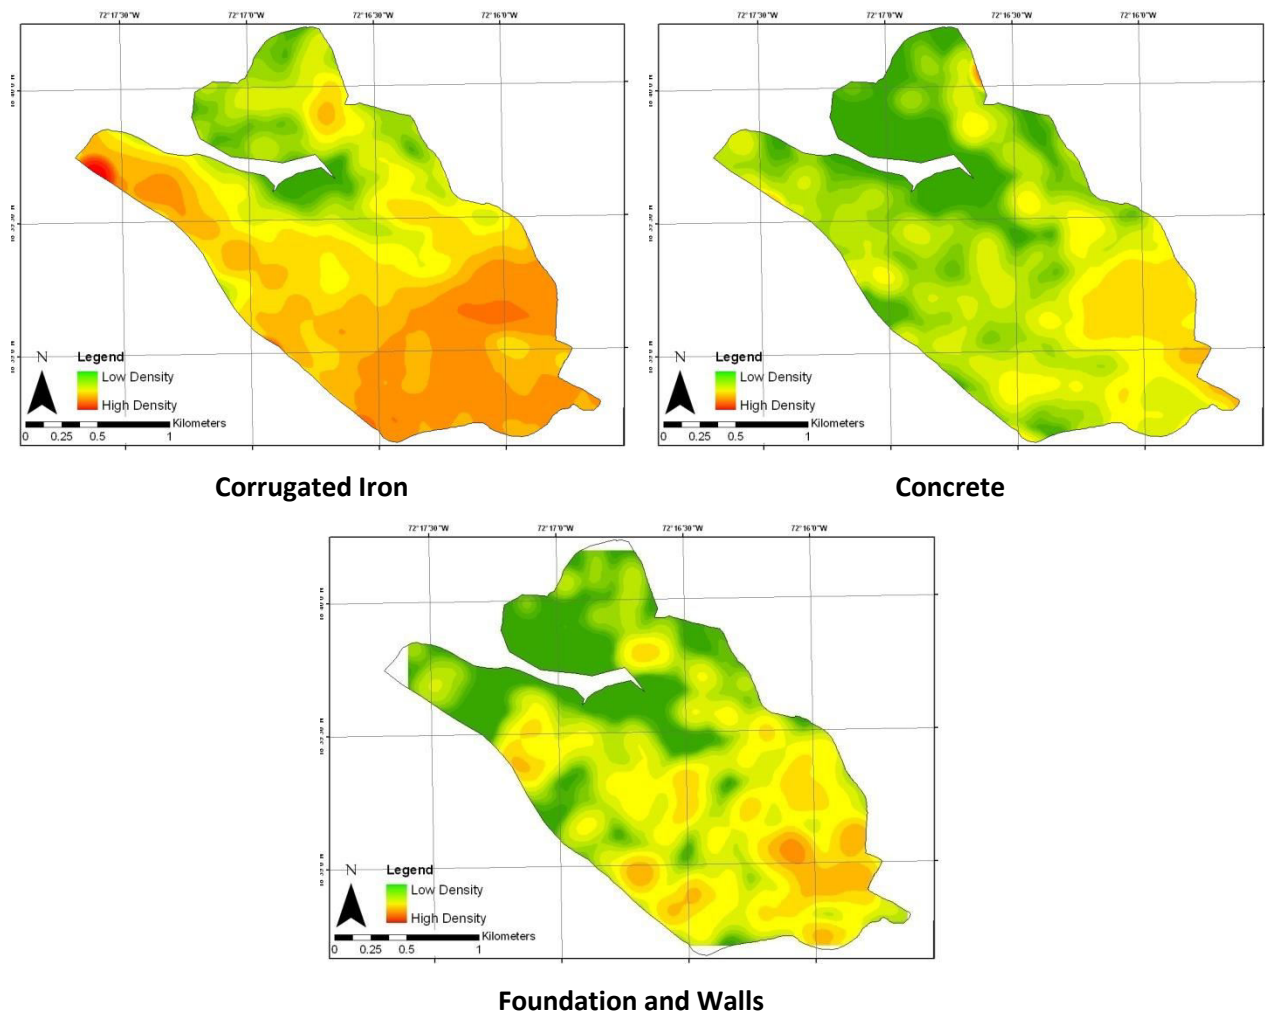 72°17'30"W 72°17'0"W 72°16'30"W 72°16'0"W
N Legend
Low Density
High Density
Kilometers
0 0.25 0.5 1
72°17'30"W 72°17'0"W 72°16'30"W 72°16'0"W
N Legend
Low Density
High Density
Kilometers
0 0.25 0.5 1
Corrugated Iron
Concrete
72°17'30"W 72°17'0"W 72°16'30"W 72°16'0"W
N Legend
Low Density
High Density
Kilometers
0 0.25 0.5 1
Foundation and Walls